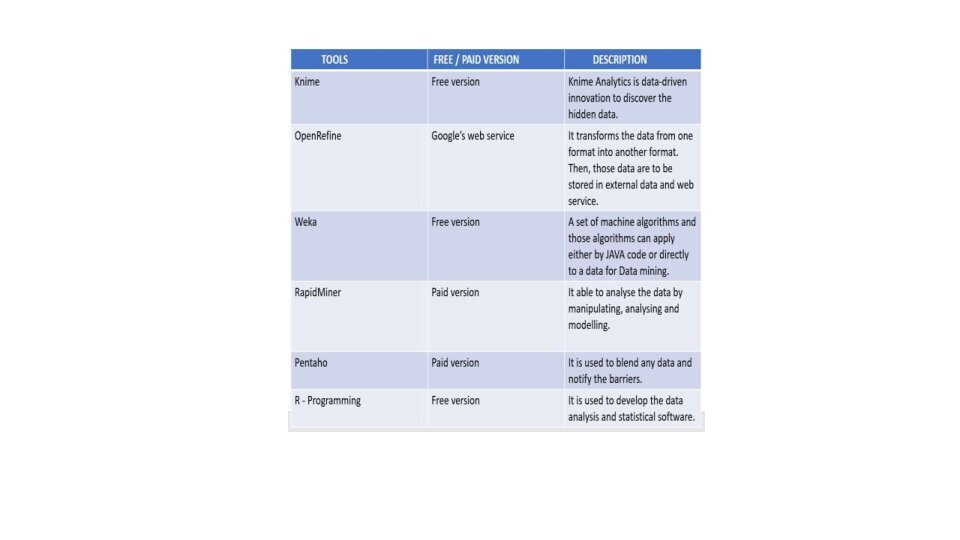 TOOLS FREE / PAID VERSION DESCRIPTION
Knime Free version Knime Analytics is data-driven
innovation to discover the
hidden data.
OpenRefine Google's web service It transforms the data from one
format into another format.
Then, those data are to be
stored in external data and web
service.
Weka Free version A set of machine algorithms and
those algorithms can apply
either by JAVA code or directly
to a data for Data mining.
RapidMiner Paid version It able to analyse the data by
manipulating, analysing and
modelling.
Pentaho Paid version It is used to blend any data and
notify the barriers.
R - Programming Free version It is used to develop the data
analysis and statistical software.